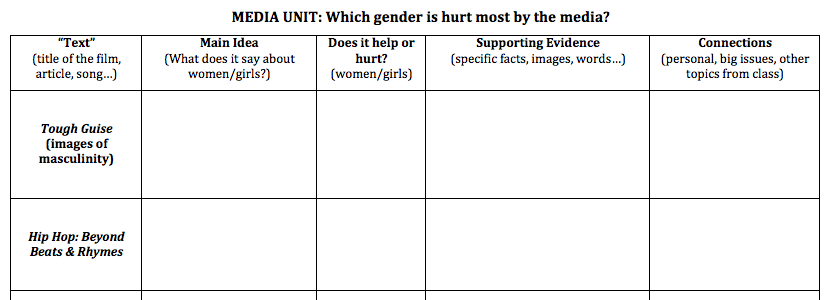 MEDIA UNIT: Which gender is hurt most by the media?
“Text”
(title of the film,
article, song…)
Main Idea
(What does it say about
women/girls?)
Does it help or
hurt?
(women/girls)
Supporting Evidence
(specific facts, images, words…)
Connections
(personal, big issues, other
topics from class)
Tough Guise
(images of
masculinity)
Hip Hop: Beyond
Beats & Rhymes